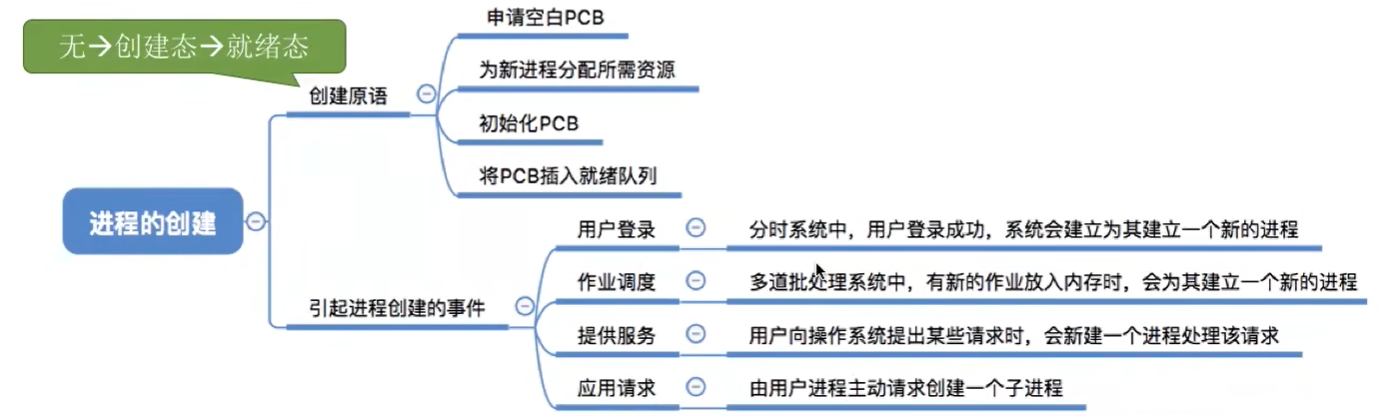 无→创建态→就绪态
申请空白PCB
为新进程分配所需资源
创建原语
初始化PCB
将PCB插入就绪队列
进程的创建
用户登录
分时系统中，用户登录成功，系统会建立为其建立一个新的进程
作业调度
多道批处理系统中，有新的作业放入内存时，会为其建立一个新的进程
引起进程创建的事件
提供服务
用户向操作系统提出某些请求时，会新建一个进程处理该请求
应用请求
由用户进程主动请求创建一个子进程